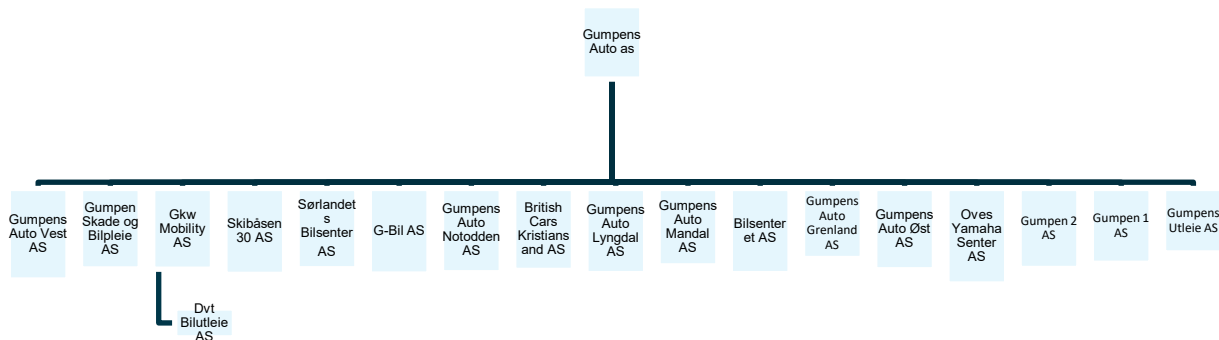 Gumpens
Auto as
Gumpens
Auto Vest
AS
Gumpen
Skade og
Bilpleie AS
Gkw
Mobility
AS
Skibåsen
30 AS
Sørlandet
s
Bilsenter
AS
G-Bil AS
Gumpens
Auto
Notodden
AS
British
Cars
Kristians
and AS
Gumpens
Auto
Lyngdal
AS
Gumpens
Auto
Mandal
AS
Bilsenter
et AS
Gumpens
Auto
Grenland
AS
Gumpens
Auto Øst
AS
Oves
Yamaha
Senter
AS
Gumpen 2
AS
Gumpen 1
AS
Gumpens
Utleie AS
Dvt
Bilutleie
AS